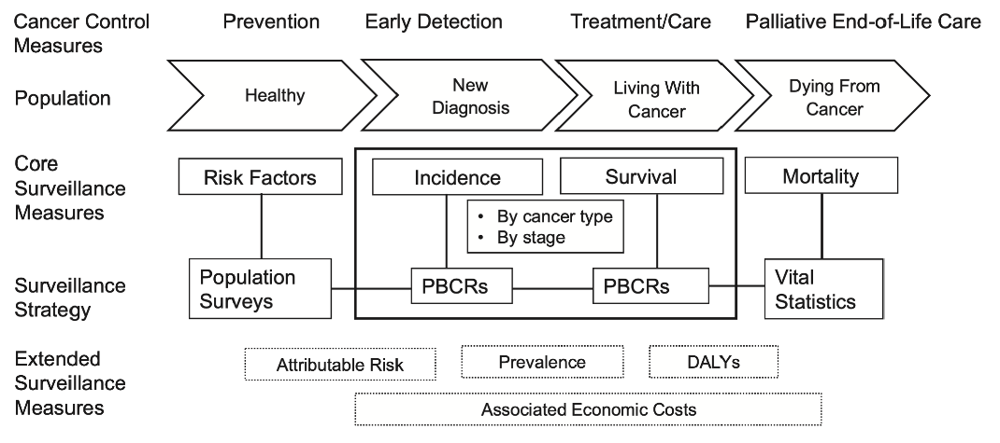 Cancer Control
Measures
Prevention
Early Detection
Treatment/Care
Palliative End-of-Life Care
Population
Healthy
New
Diagnosis
Living With
Cancer
Dying From
Cancer
Core
Surveillance
Measures
Risk Factors
Incidence
Survival
Mortality
• By cancer type
• By stage
Surveillance
Strategy
Population
Surveys
PBCRs
PBCRs
Vital
Statistics
Extended
Surveillance
Measures
Attributable Risk
Prevalence
DALYs
Associated Economic Costs